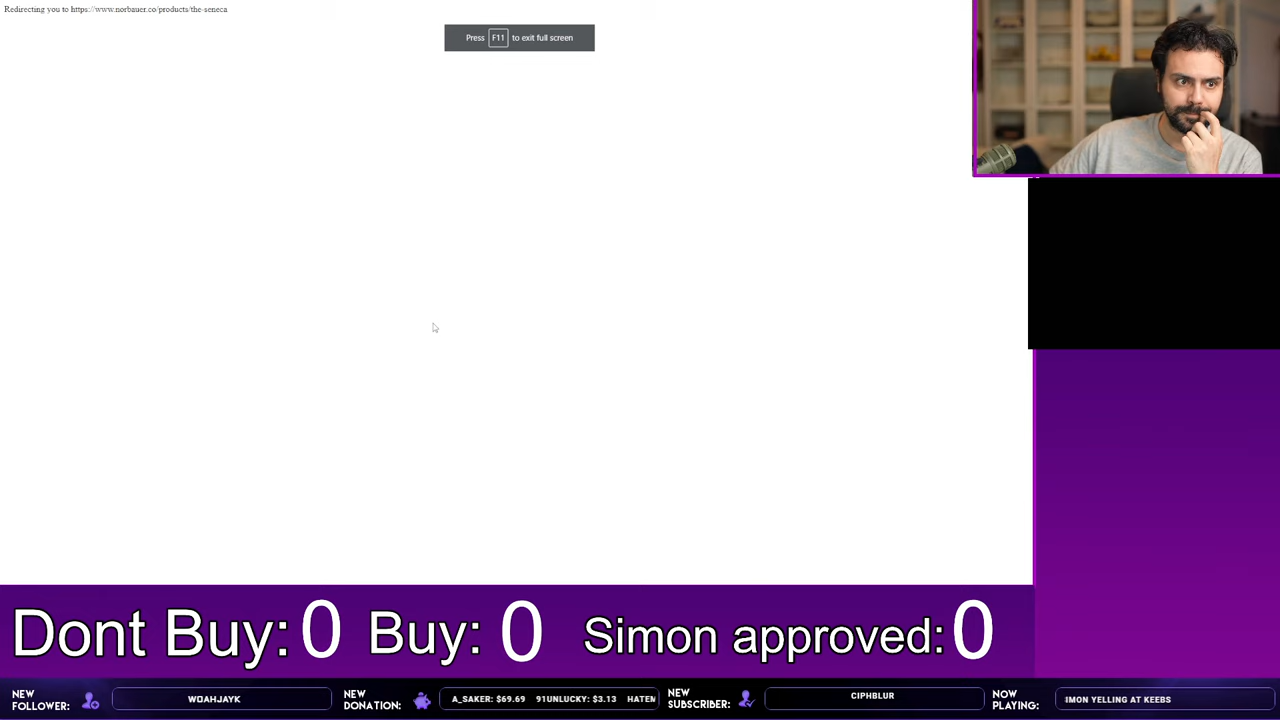 Redirecting you to https://www.norbauer.co/products/the-seneca
Press F11 to exit full screen
Dont Buy: 0 Buy: 0 Simon approved: 0
NEW FOLLOWER: WOAHJAYK
NEW DONATION: A_SAKER: $69.69 91UNLUCKY: $3.13 HATEM
NEW SUBSCRIBER: CIPHBLUR
NOW PLAYING: IMON YELLING AT KEEBS